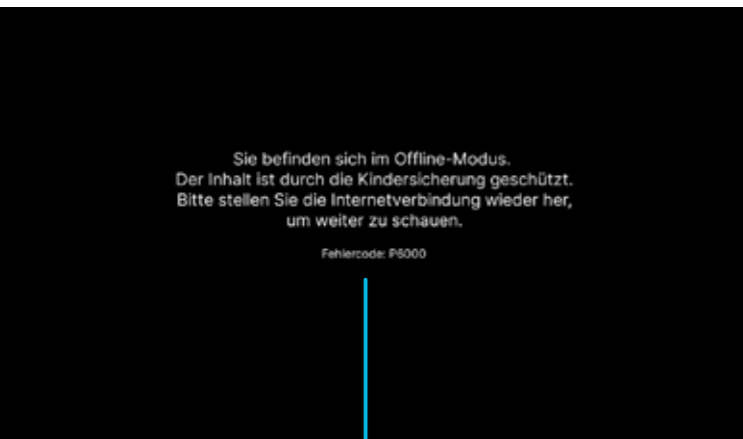 Sie befinden sich im Offline-Modus.
Der Inhalt ist durch die Kindersicherung geschützt.
Bitte stellen Sie die Internetverbindung wieder her,
um weiter zu schauen.
Fehlercode: P6000